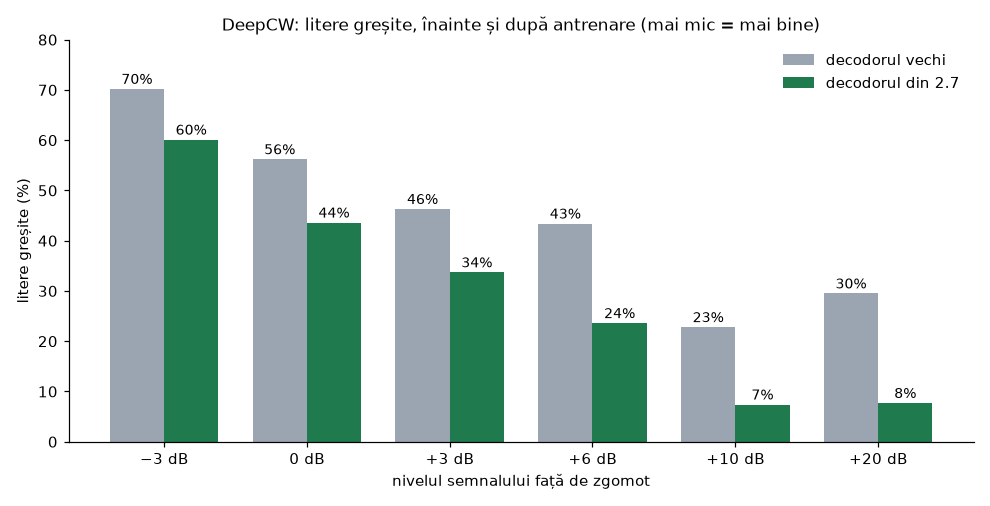 DeepCW: litere greșite, înainte și după antrenare (mai mic = mai bine)
decodorul vechi
decodorul din 2.7
litere greșite (%)
80
70
60
50
40
30
20
10
0
70%
60%
56%
44%
46%
34%
43%
24%
23%
7%
30%
8%
−3 dB
0 dB
+3 dB
+6 dB
+10 dB
+20 dB
nivelul semnalului față de zgomot